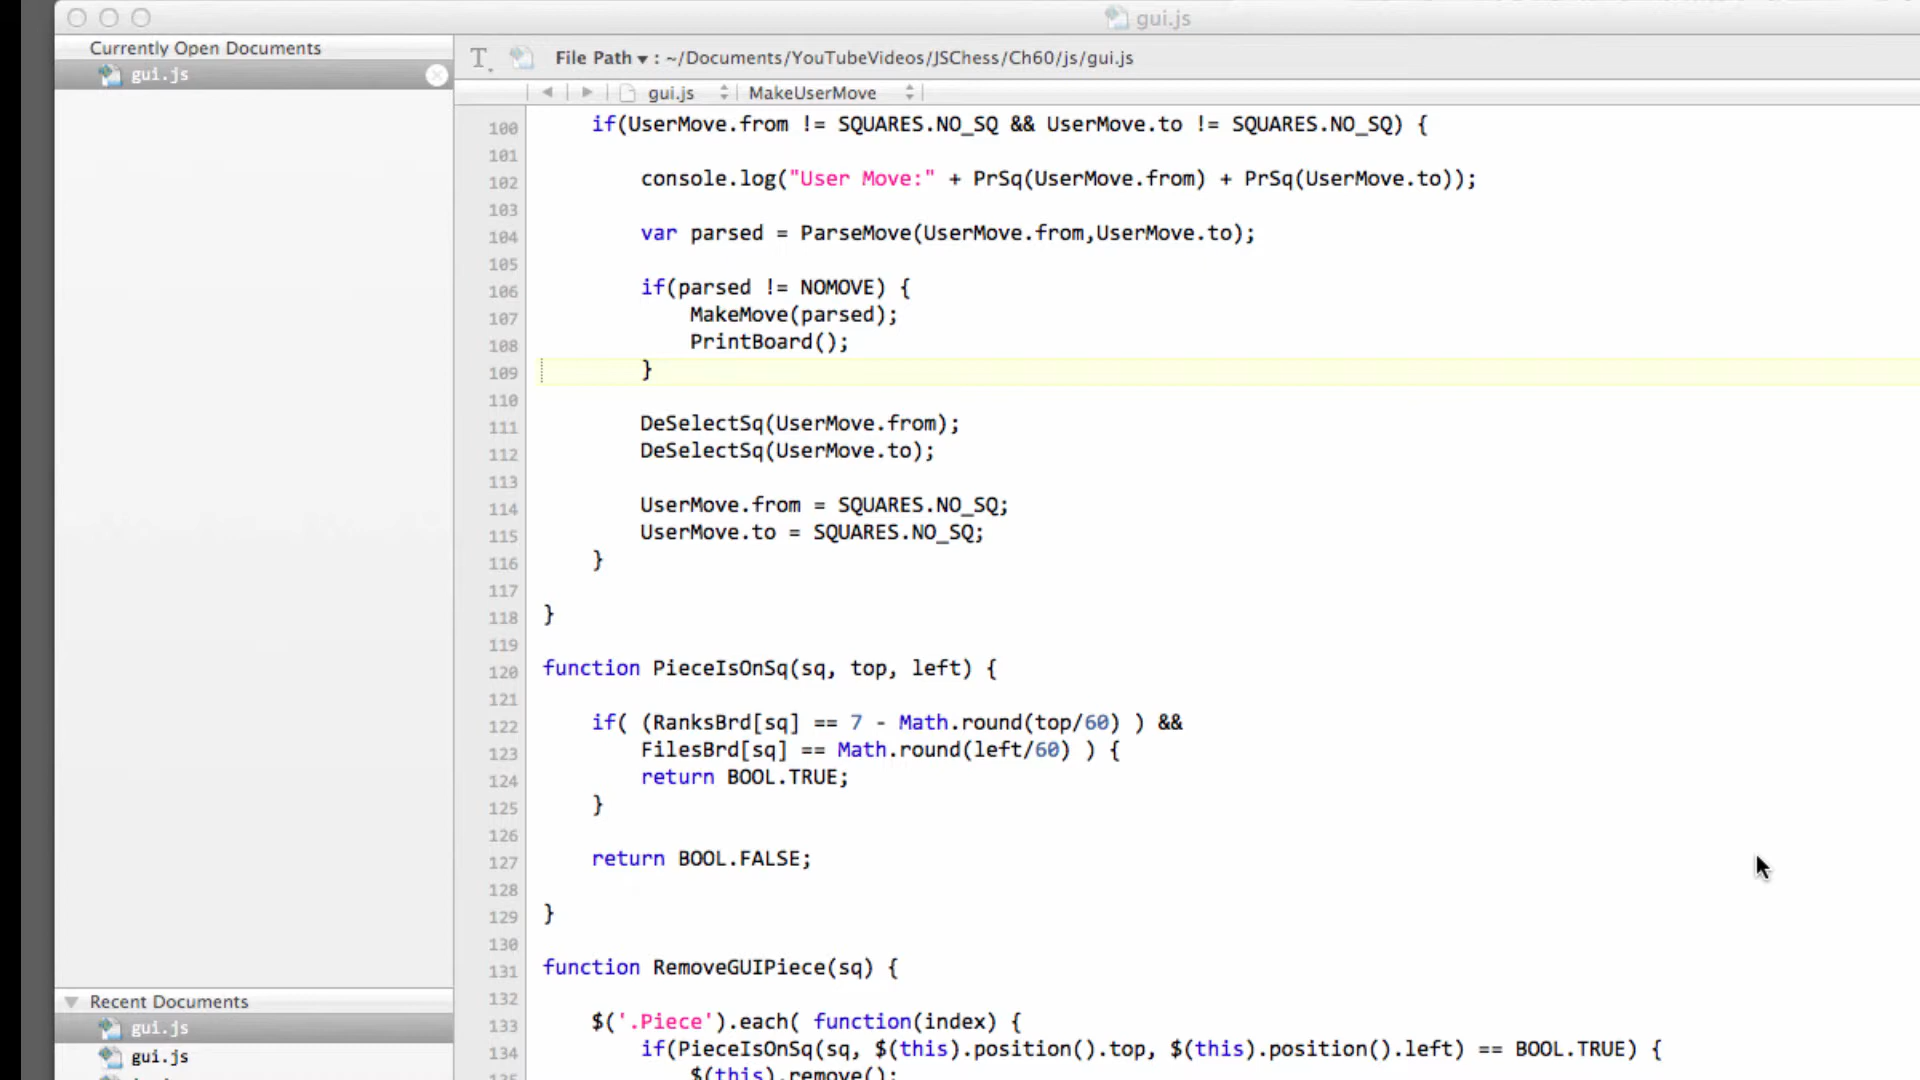 gui.js
Currently Open Documents
gui.js
File Path ▾ : ~/Documents/YouTubeVideos/JSChess/Ch60/js/gui.js
gui.js MakeUserMove
100 if(UserMove.from != SQUARES.NO_SQ && UserMove.to != SQUARES.NO_SQ) {
101
102 console.log("User Move:" + PrSq(UserMove.from) + PrSq(UserMove.to));
103
104 var parsed = ParseMove(UserMove.from,UserMove.to);
105
106 if(parsed != NOMOVE) {
107 MakeMove(parsed);
108 PrintBoard();
109 }
110
111 DeSelectSq(UserMove.from);
112 DeSelectSq(UserMove.to);
113
114 UserMove.from = SQUARES.NO_SQ;
115 UserMove.to = SQUARES.NO_SQ;
116 }
117
118 }
119
120 function PieceIsOnSq(sq, top, left) {
121
122 if( (RanksBrd[sq] == 7 - Math.round(top/60) ) &&
123 FilesBrd[sq] == Math.round(left/60) ) {
124 return BOOL.TRUE;
125 }
126
127 return BOOL.FALSE;
128
129 }
130
131 function RemoveGUIPiece(sq) {
132
133 $('.Piece').each( function(index) {
134 if(PieceIsOnSq(sq, $(this).position().top, $(this).position().left) == BOOL.TRUE) {
135 $(this).remove();
Recent Documents
gui.js
gui.js